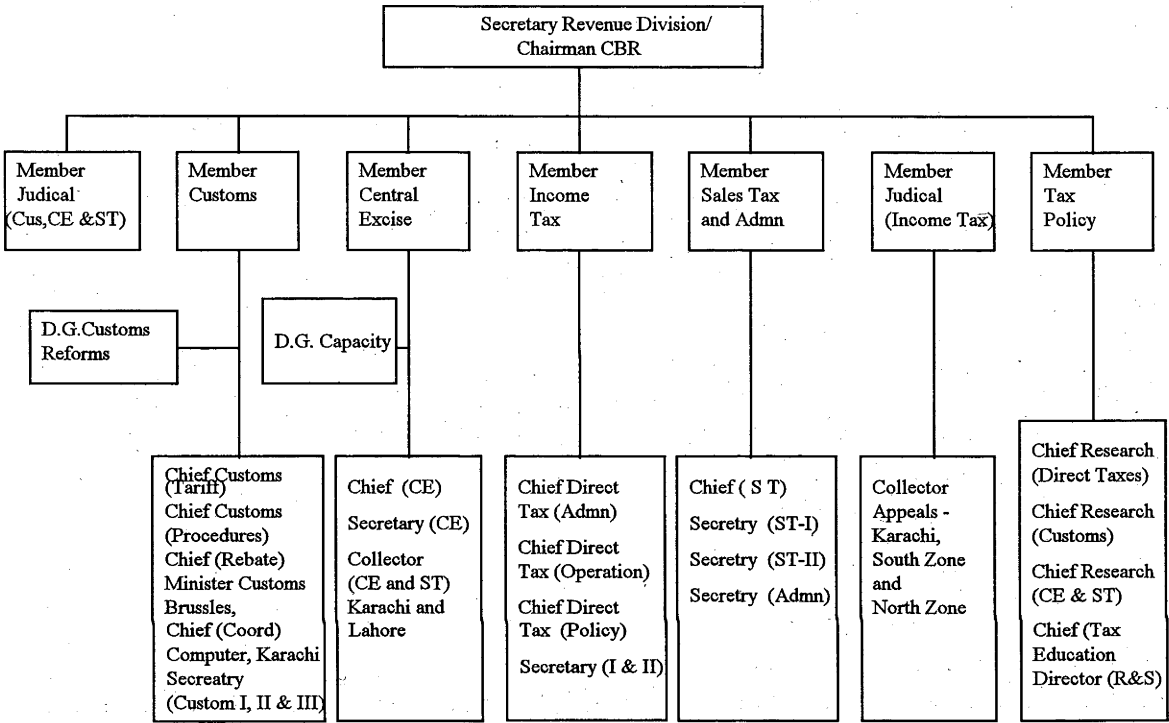 Secretary Revenue Division/
Chairman CBR
Member
Judical
(Cus,CE &ST)
Member
Customs
Member
Central
Excise
Member
Income
Tax
Member
Sales Tax
and Admn
Member
Judical
(Income Tax)
Member
Tax
Policy
D.G.Customs
Reforms
D.G. Capacity
Chief Customs
(Tariff)
Chief Customs
(Procedures)
Chief (Rebate)
Minister Customs
Brussles,
Chief (Coord)
Computer, Karachi
Secreatry
(Custom I, II & III)
Chief (CE)
Secretary (CE)
Collector
(CE and ST)
Karachi and
Lahore
Chief Direct
Tax (Admn)
Chief Direct
Tax (Operation)
Chief Direct
Tax (Policy)
Secretary (I & II)
Chief ( S T)
Secretry (ST-I)
Secretry (ST-II)
Secretry (Admn)
Collector
Appeals -
Karachi,
South Zone
and
North Zone
Chief Research
(Direct Taxes)
Chief Research
(Customs)
Chief Research
(CE & ST)
Chief (Tax
Education
Director (R&S)